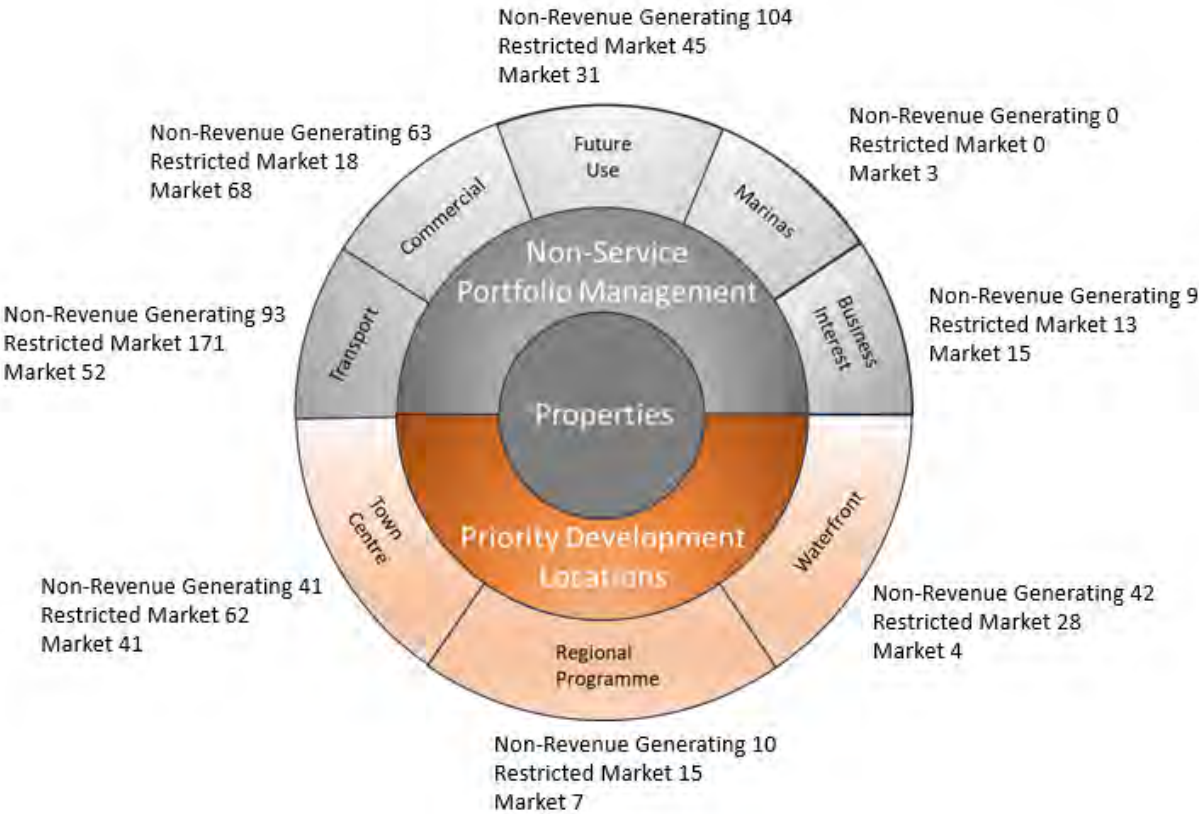 Non-Revenue Generating 104
Restricted Market 45
Market 31
Non-Revenue Generating 0
Restricted Market 0
Market 3
Non-Revenue Generating 63
Restricted Market 18
Market 68
Future
Use
Commercial
Marinas
Non-Service
Portfolio Management
Non-Revenue Generating 93
Restricted Market 171
Market 52
Transport
Business
Interest
Non-Revenue Generating 9
Restricted Market 13
Market 15
Properties
Town
Centre
Priority Development
Locations
Waterfront
Non-Revenue Generating 41
Restricted Market 62
Market 41
Non-Revenue Generating 42
Restricted Market 28
Market 4
Regional
Programme
Non-Revenue Generating 10
Restricted Market 15
Market 7